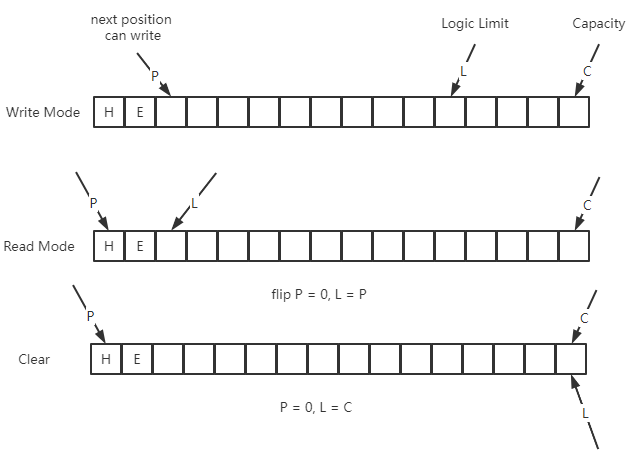 next position
can write
Logic Limit
Capacity
P
L
C
Write Mode
H E
P
L
C
Read Mode
H E
flip P = 0, L = P
P
C
Clear
H E
P = 0, L = C
L